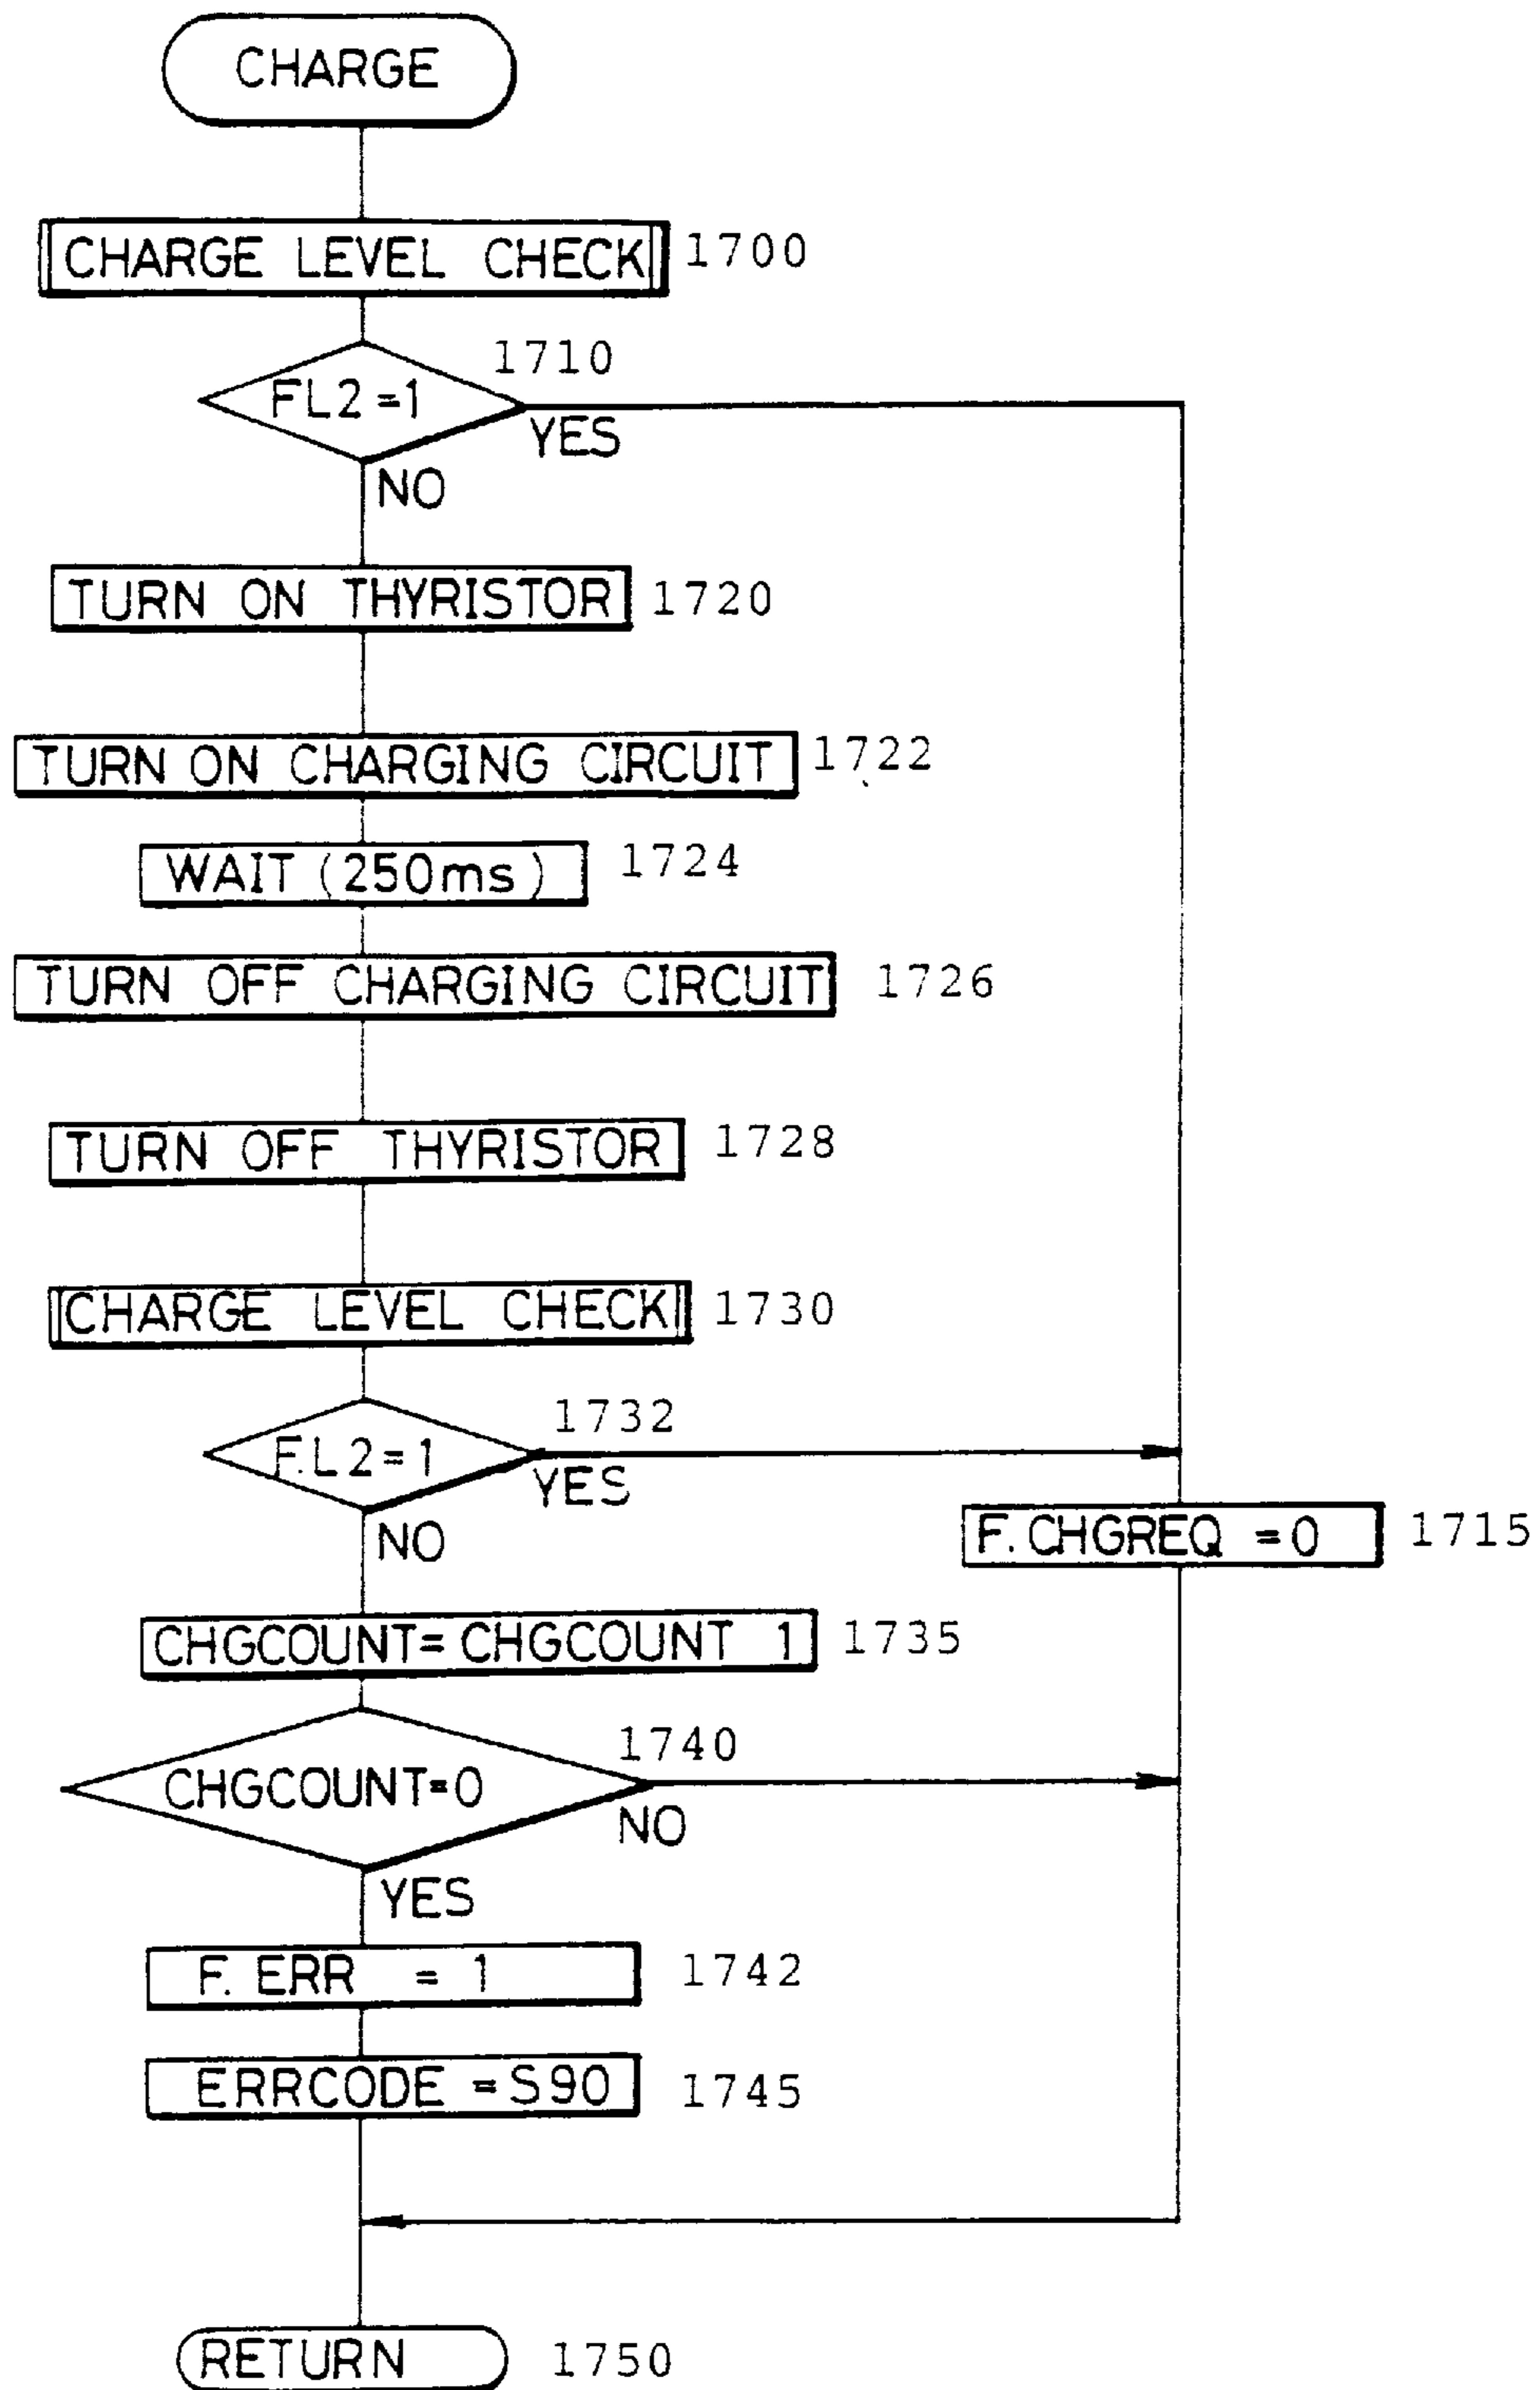 CHARGE
CHARGE LEVEL CHECK 1700
1710
FL2=1
YES
NO
TURN ON THYRISTOR 1720
TURN ON CHARGING CIRCUIT 1722
WAIT (250ms) 1724
TURN OFF CHARGING CIRCUIT 1726
TURN OFF THYRISTOR 1728
CHARGE LEVEL CHECK 1730
1732
F.L2=1
YES
NO
F. CHGREQ =0 1715
CHGCOUNT=CHGCOUNT 1 1735
1740
CHGCOUNT=0
NO
YES
F. ERR = 1 1742
ERRCODE =S90 1745
RETURN 1750